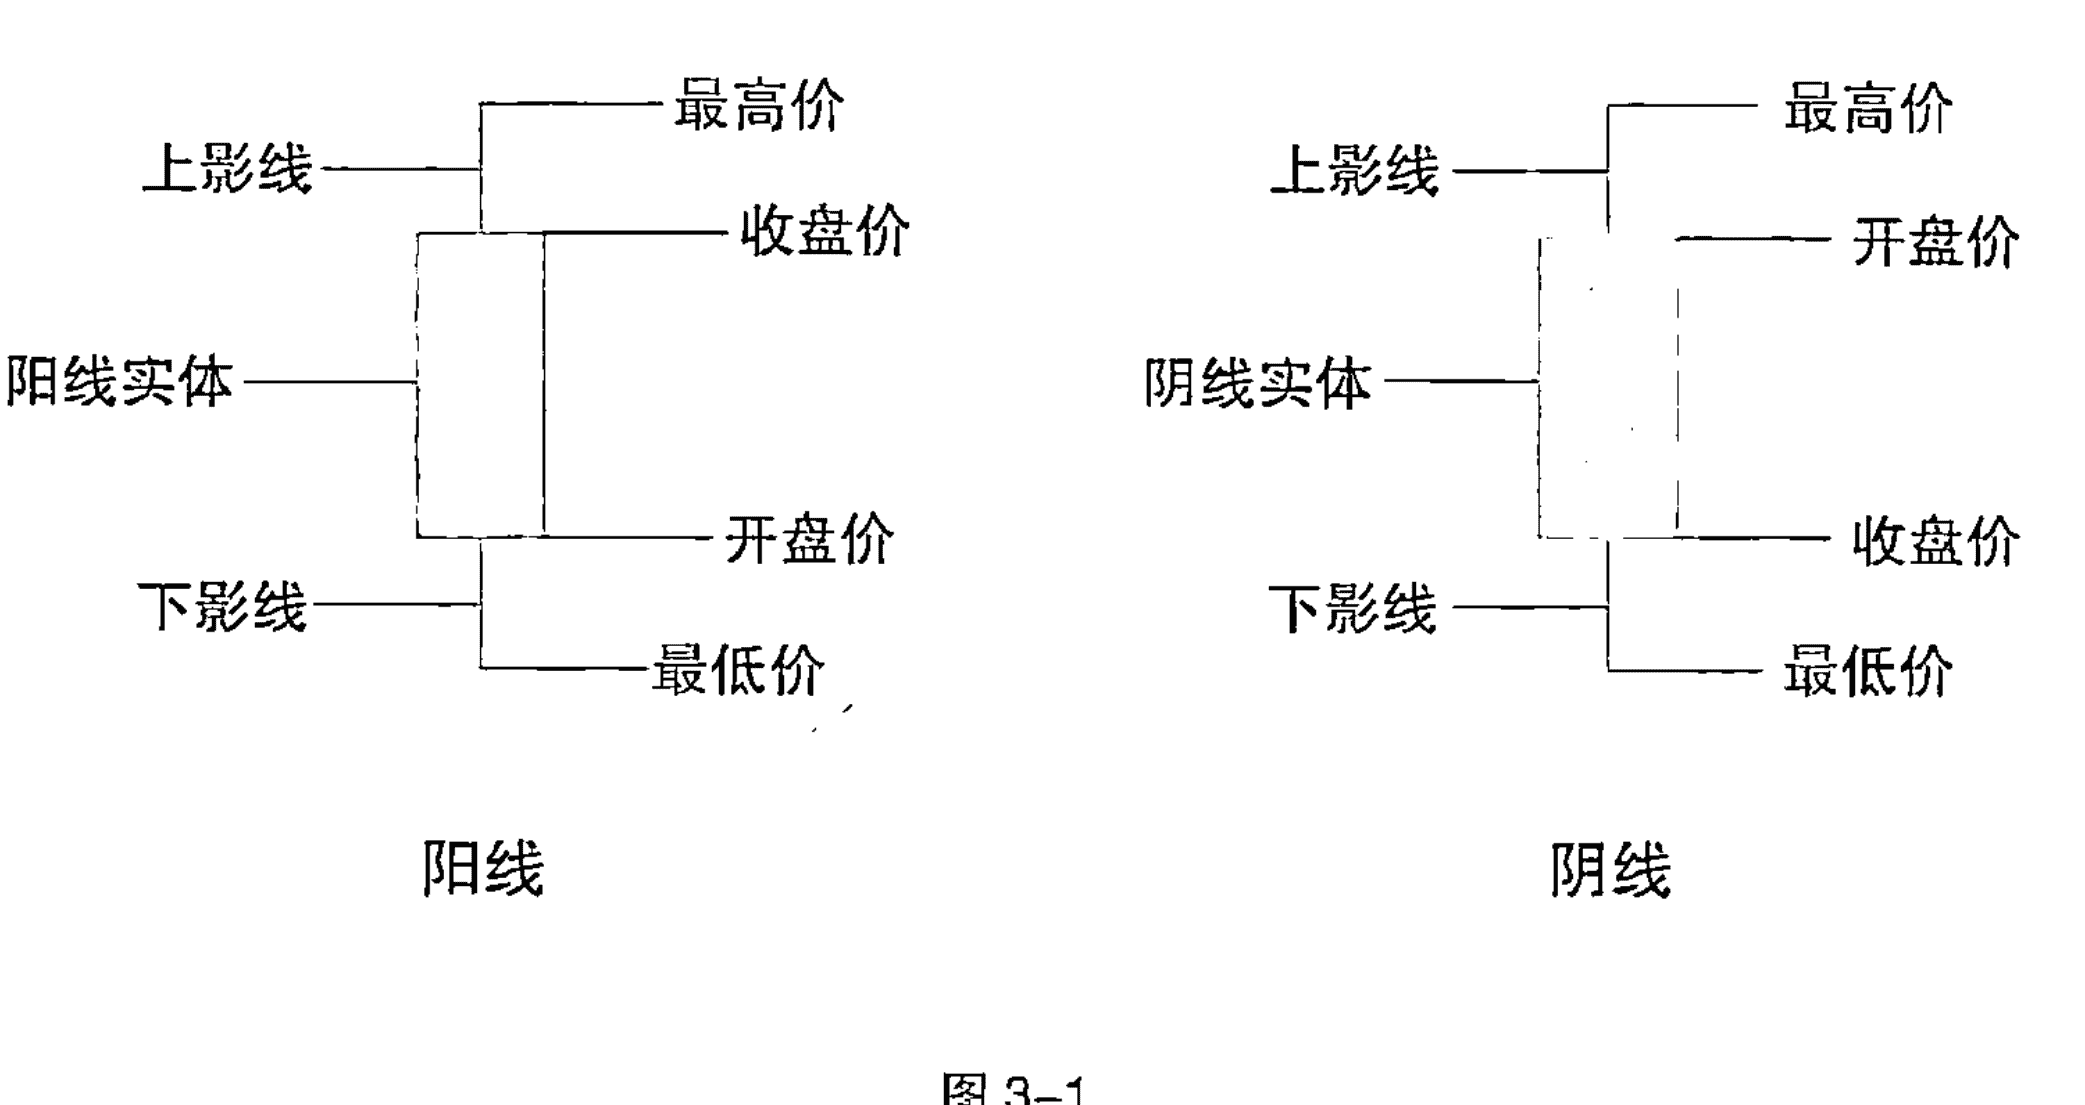 最高价
上影线
收盘价
阳线实体
开盘价
下影线
最低价
阳线
最高价
上影线
开盘价
阴线实体
收盘价
下影线
最低价
阴线
图 3-1